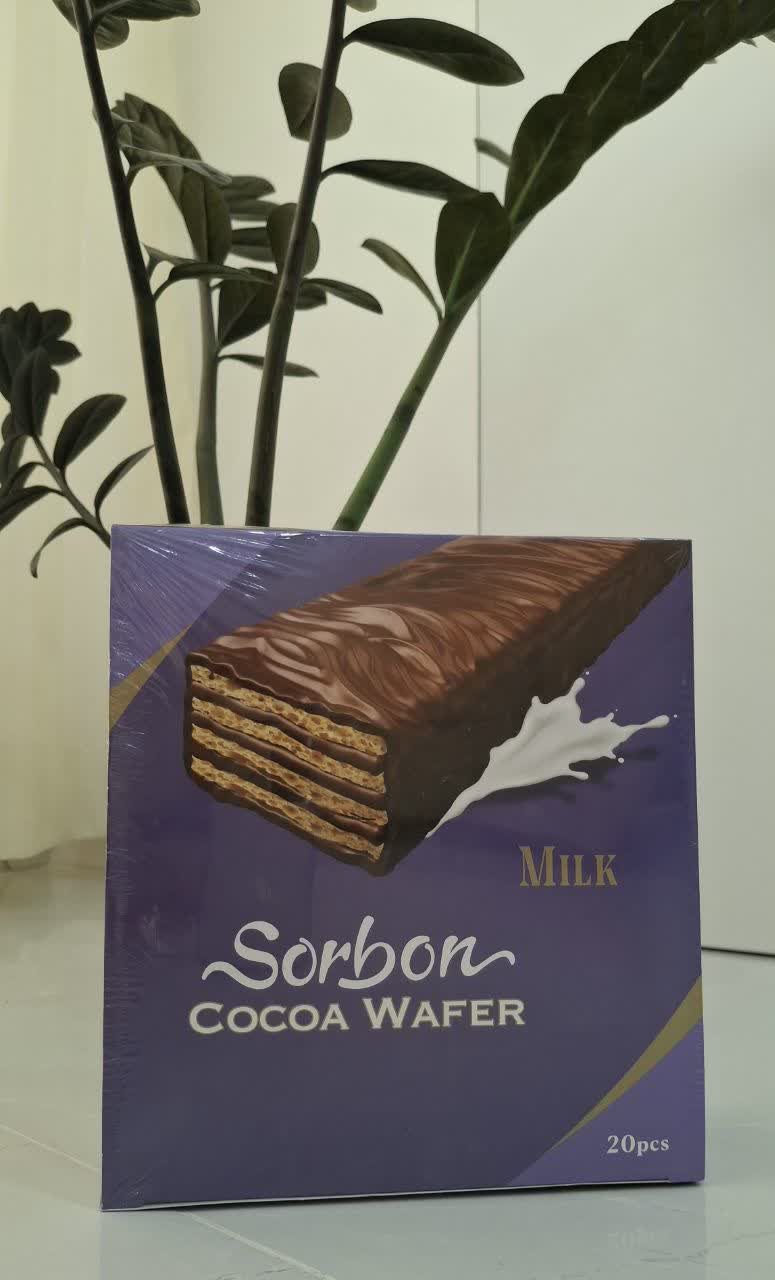 MILK
Sorbon
COCOA WAFER
20pcs